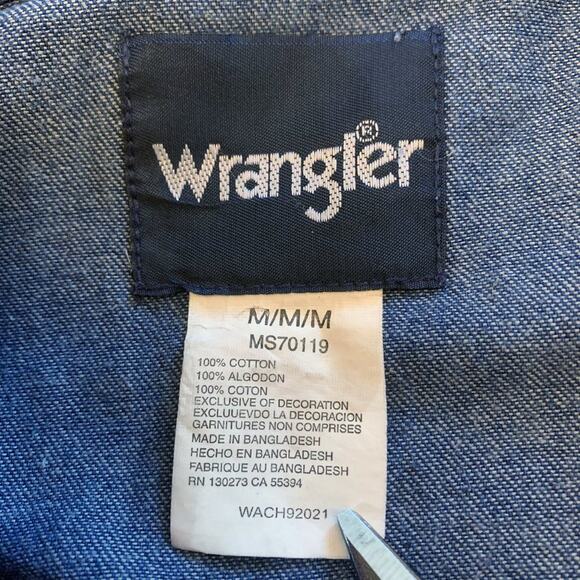 Wrangler®
M/M/M
MS70119
100% COTTON
100% ALGODON
100% COTON
EXCLUSIVE OF DECORATION
EXCLUUEVDO LA DECORACION
GARNITURES NON COMPRISES
MADE IN BANGLADESH
HECHO EN BANGLADESH
FABRIQUE AU BANGLADESH
RN 130273 CA 55394
WACH92021